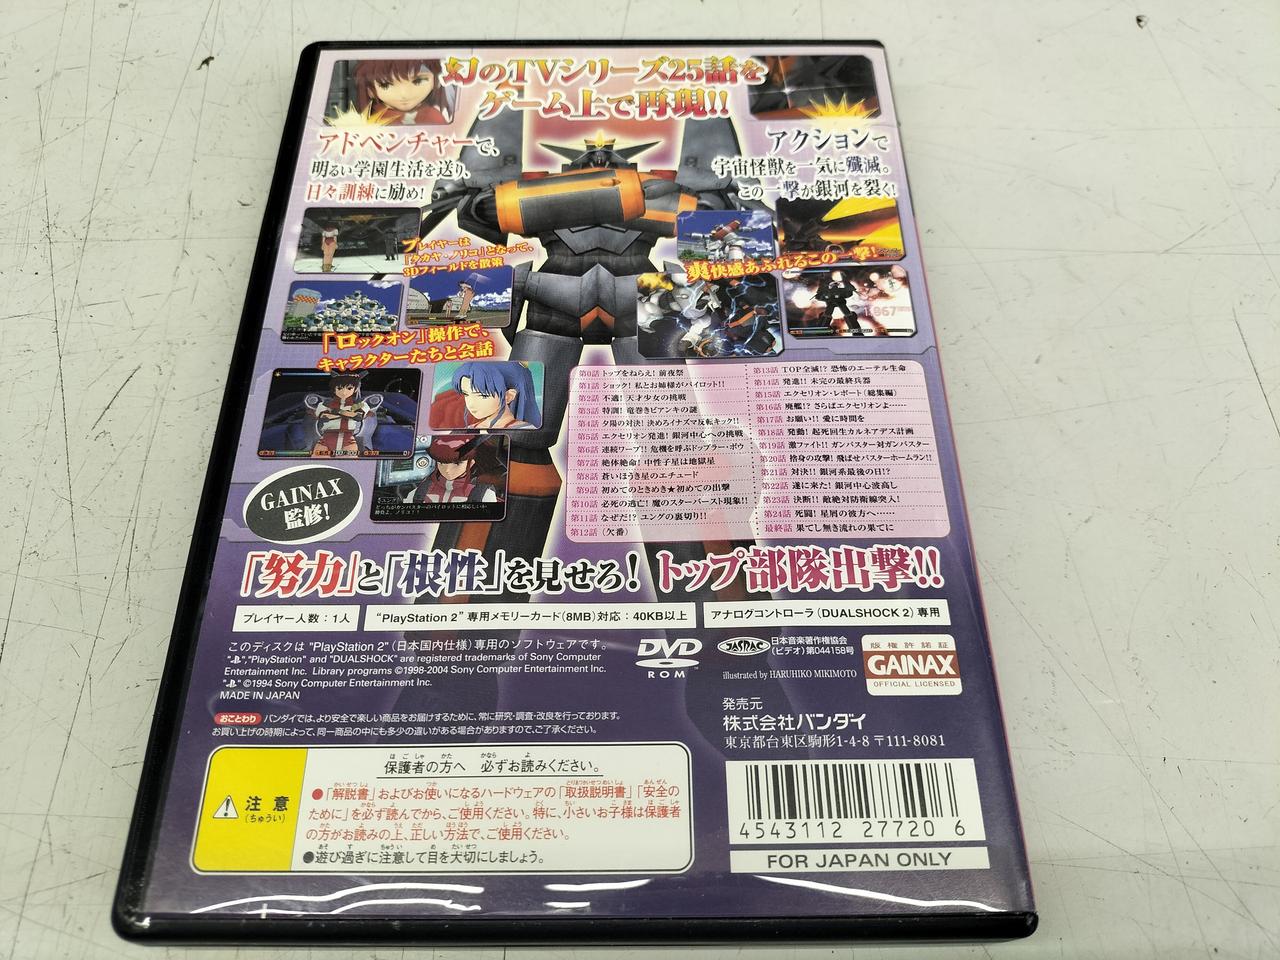 幻のTVシリーズ25話を
ゲーム上で再現!!
アドベンチャーで、
明るい学園生活を送り、
日々訓練に励め!
アクションで
宇宙怪獣を一気に殲滅。
この一撃が銀河を裂く!
プレイヤーは
「タカヤ・ノリコ」となって、
3Dフィールドを散策
爽快感あふれるこの一撃!
1,867
「ロックオン」操作で、
キャラクターたちと会話
GAINAX
監修!
第0話 トップをねらえ! 前夜祭
第1話 ショック! 私とお姉様がパイロット!!
第2話 不適! 天才少女の挑戦
第3話 特訓! 竜巻きビアンキの謎
第4話 夕陽の対決! 決めろイナズマ反転キック!!
第5話 エクセリヲン発進! 銀河中心への挑戦
第6話 連続ワープ!! 危機を呼ぶドップラー・ボウ
第7話 絶体絶命! 中性子星は地獄星
第8話 蒼いほうき星のエチュード
第9話 初めてのときめき★初めての出撃
第10話 必死の逃亡! 魔のスターバースト現象!!
第11話 なぜだ!? ユングの裏切り!!
第12話 (欠番)
第13話 TOP全滅!? 恐怖のエーテル生命
第14話 発進!! 未完の最終兵器
第15話 エクセリヲン・レポート(総集編)
第16話 廃艦!? さらばエクセリヲンよ……
第17話 お願い!! 愛に時間を
第18話 発動! 起死回生カルネアデス計画
第19話 激ファイト!! ガンバスター対ガンバスター
第20話 捨身の攻撃! 飛ばせバスターホームラン!!
第21話 対決!! 銀河系最後の日!?
第22話 遂に来た! 銀河中心波高し
第23話 決断!! 敵絶対防衛線突入!
第24話 死闘! 星屑の彼方へ……
最終話 果てし無き流れの果てに
「努力」と「根性」を見せろ! トップ部隊出撃!!
プレイヤー人数:1人
"PlayStation 2" 専用メモリーカード(8MB)対応:40KB以上
アナログコントローラ(DUALSHOCK 2)専用
このディスクは "PlayStation 2" (日本国内仕様)専用のソフトウェアです。
"PlayStation" and "DUALSHOCK" are registered trademarks of Sony Computer
Entertainment Inc. Library programs ©1998-2004 Sony Computer Entertainment Inc.
©1994 Sony Computer Entertainment Inc.
MADE IN JAPAN
DVD
ROM
JASRAC
日本音楽著作権協会
(ビデオ)第044158号
illustrated by HARUHIKO MIKIMOTO
版権許諾証
GAINAX
OFFICIAL LICENSED
おことわり バンダイでは、より安全で楽しい商品をお届けするために、常に研究・調査・改良を行っております。
お買い上げの時期によって、同一商品の中にも多少の違いがある場合がありますので、ご了承ください。
発売元
株式会社バンダイ
東京都台東区駒形1-4-8 〒111-8081
注意
(ちゅうい)
保護者の方へ 必ずお読みください。
●「解説書」およびお使いになるハードウェアの「取扱説明書」「安全の
ために」を必ず読んでから、ご使用ください。特に、小さいお子様は保護者
の方がお読みの上、正しい方法で、ご使用ください。
●遊び過ぎに注意して目を大切にしましょう。
4543112 27720 6
FOR JAPAN ONLY